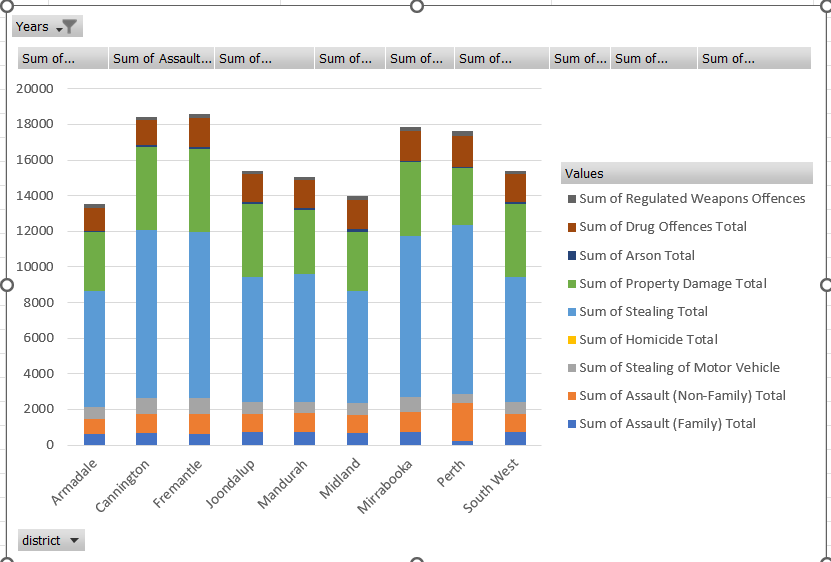 Years
Sum of... Sum of Assault... Sum of... Sum of... Sum of... Sum of... Sum of... Sum of... Sum of...
20000
18000
16000
14000
12000
10000
8000
6000
4000
2000
0
Armadale
Cannington
Fremantle
Joondalup
Mandurah
Midland
Mirrabooka
Perth
South West
Values
Sum of Regulated Weapons Offences
Sum of Drug Offences Total
Sum of Arson Total
Sum of Property Damage Total
Sum of Stealing Total
Sum of Homicide Total
Sum of Stealing of Motor Vehicle
Sum of Assault (Non-Family) Total
Sum of Assault (Family) Total
district